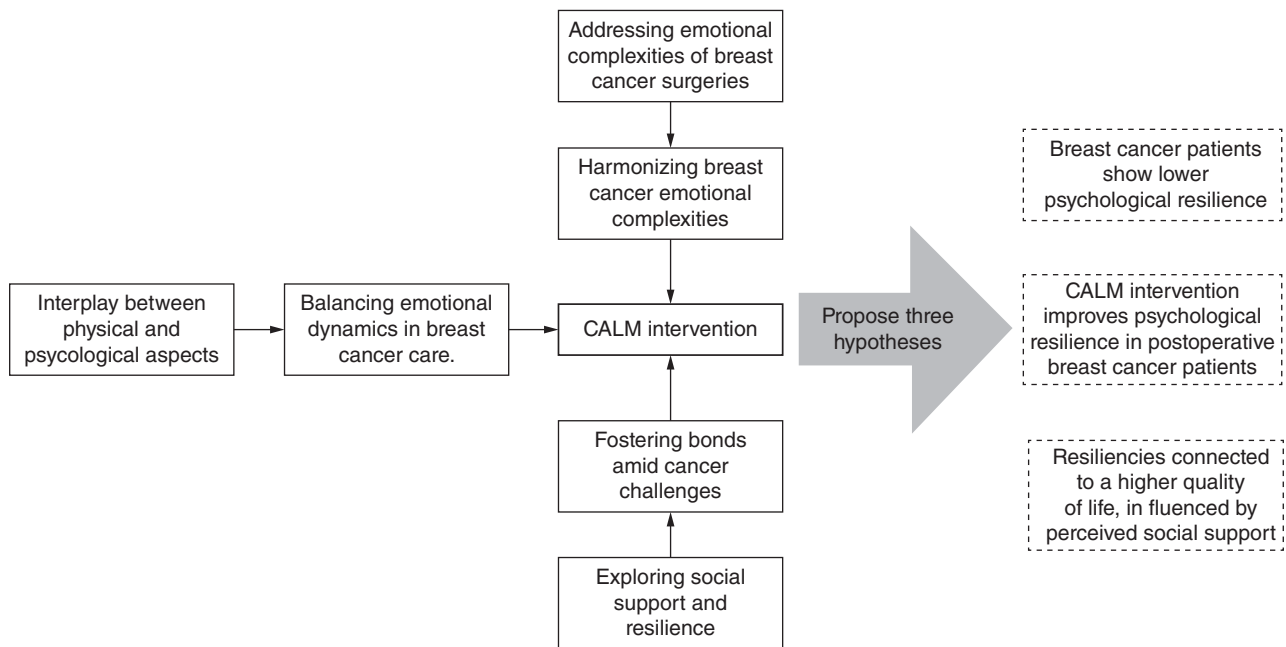 Addressing emotional
complexities of breast
cancer surgeries
Harmonizing breast
cancer emotional
complexities
Interplay between
physical and
psycological aspects
Balancing emotional
dynamics in breast
cancer care.
CALM intervention
Fostering bonds
amid cancer
challenges
Exploring social
support and
resilience
Propose three
hypotheses
Breast cancer patients
show lower
psychological resilience
CALM intervention
improves psychological
resilience in postoperative
breast cancer patients
Resiliencies connected
to a higher quality
of life, in fluenced by
perceived social support